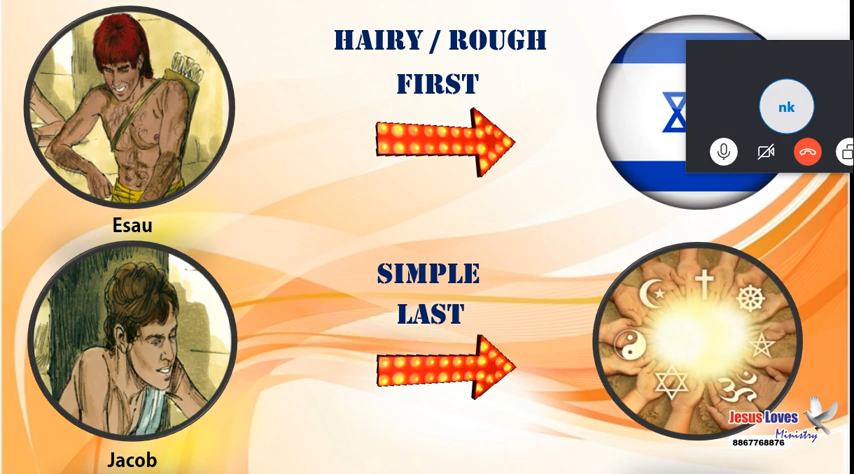 HAIRY / ROUGH
FIRST
nk
Esau
SIMPLE
LAST
Jesus Loves
Ministry
8867768876
Jacob